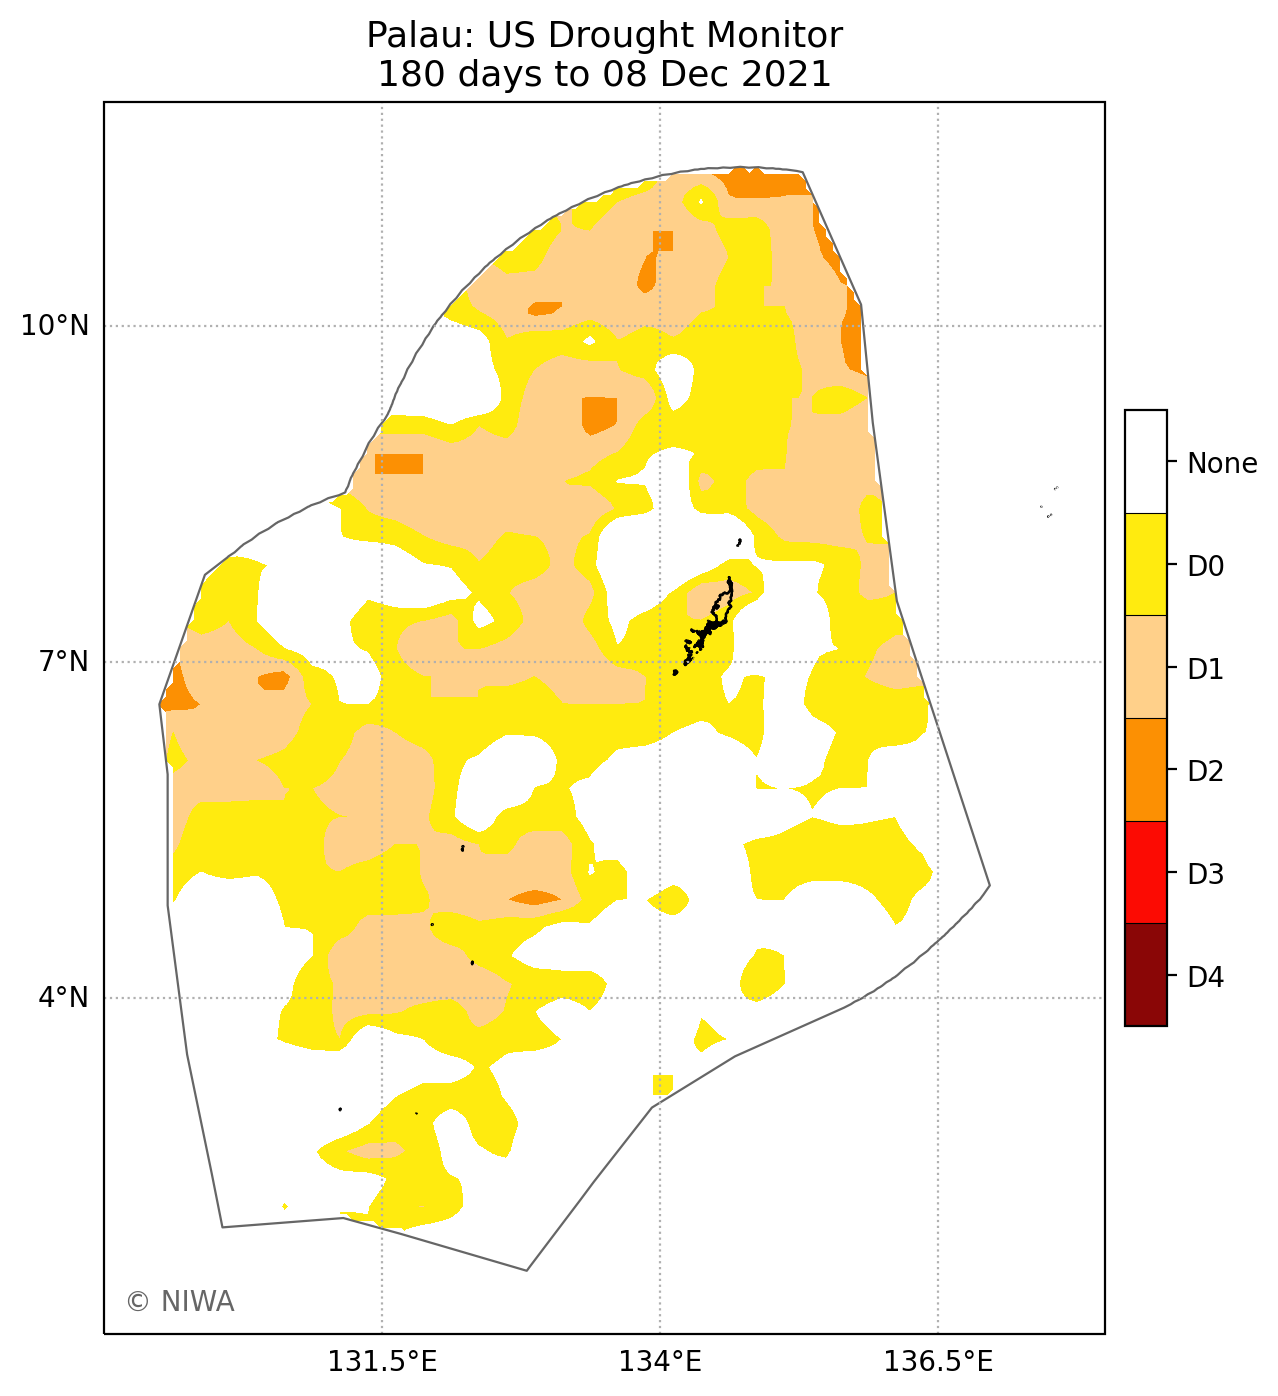 Palau: US Drought Monitor
180 days to 08 Dec 2021
10°N
7°N
4°N
131.5°E
134°E
136.5°E
None
D0
D1
D2
D3
D4
© NIWA